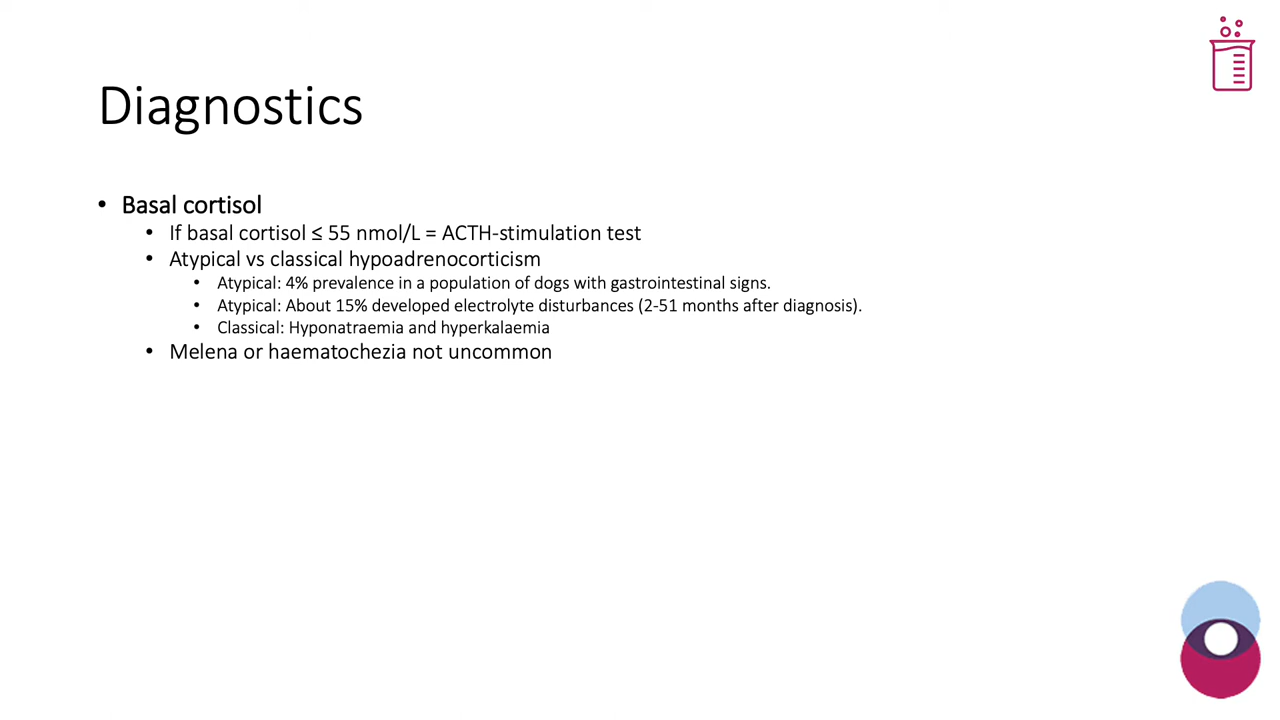 Diagnostics
• Basal cortisol
• If basal cortisol ≤ 55 nmol/L = ACTH-stimulation test
• Atypical vs classical hypoadrenocorticism
• Atypical: 4% prevalence in a population of dogs with gastrointestinal signs.
• Atypical: About 15% developed electrolyte disturbances (2-51 months after diagnosis).
• Classical: Hyponatraemia and hyperkalaemia
• Melena or haematochezia not uncommon